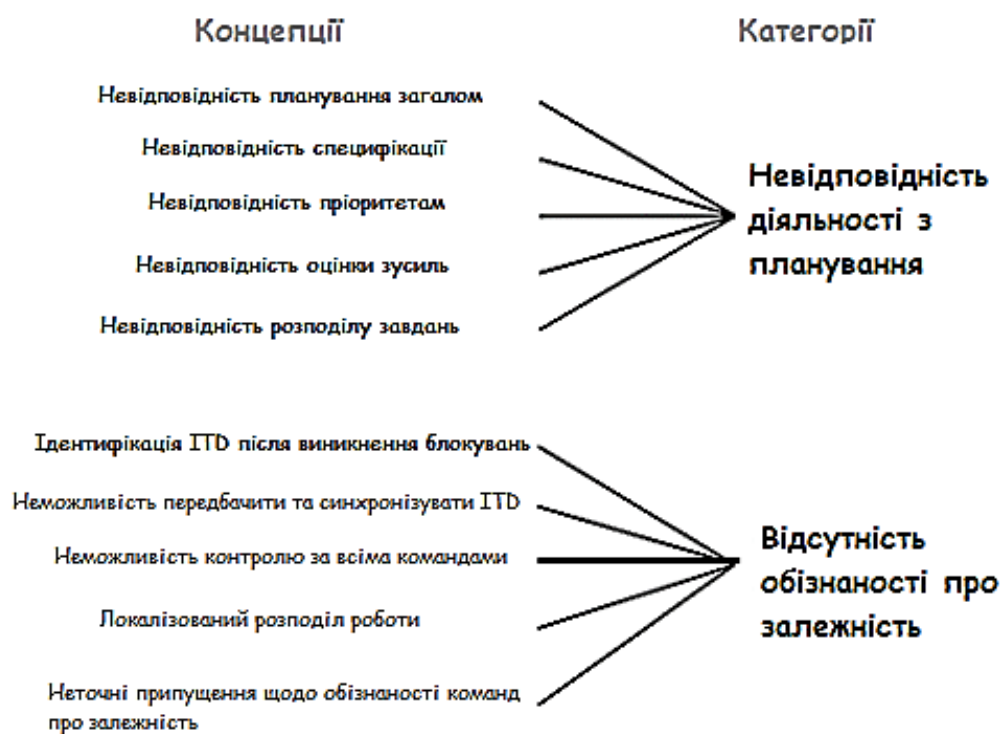 Концепції
Категорії
Невідповідність планування загалом
Невідповідність специфікації
Невідповідність пріоритетам
Невідповідність оцінки зусиль
Невідповідність розподілу завдань
Невідповідність
діяльності з
планування
Ідентифікація ITD після виникнення блокувань
Неможливість передбачити та синхронізувати ITD
Неможливість контролю за всіма командами
Локалізований розподіл роботи
Неточні припущення щодо обізнаності команд
про залежність
Відсутність
обізнаності про
залежність